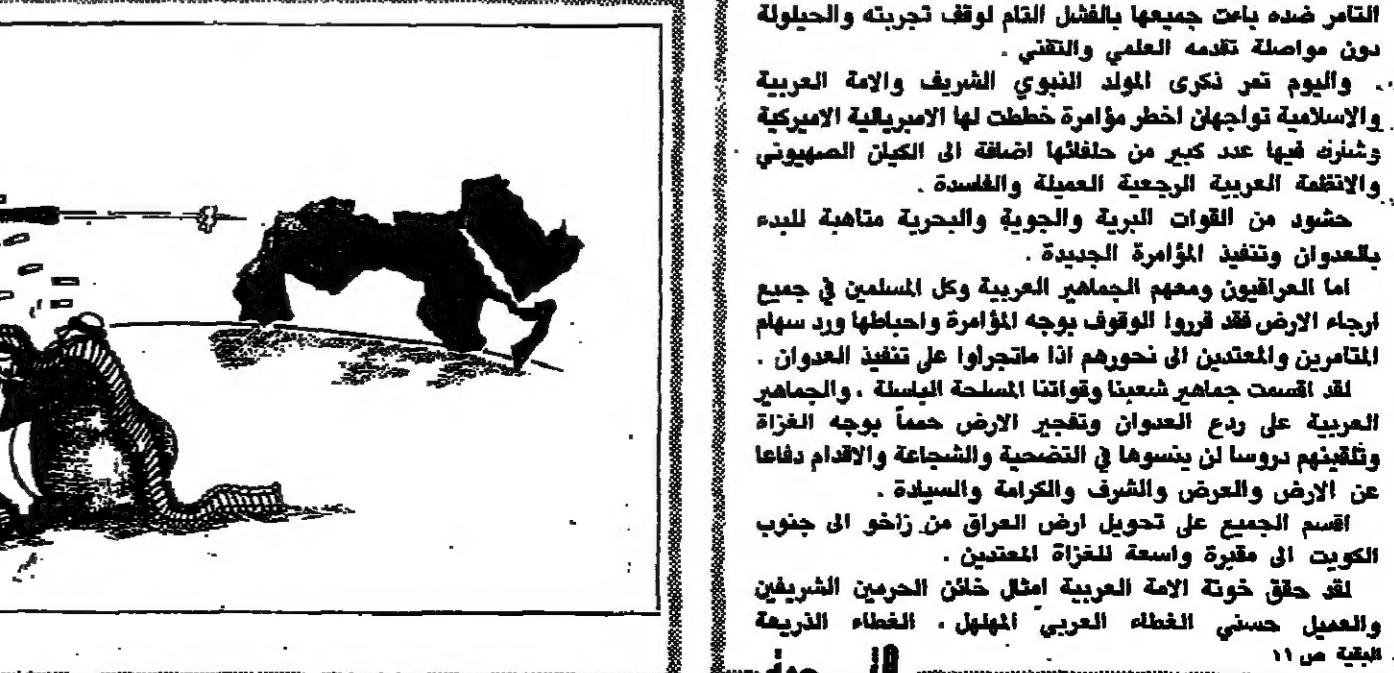 التامر ضده باءت جميعها بالفشل التام لوقف تجربته والحيلولة
دون مواصلة تقدمه العلمي والتقني .
واليوم تمر ذكرى المولد النبوي الشريف والامة العربية
والاسلامية تواجهان اخطر مؤامرة خططت لها الامبريالية الاميركية
وشارك فيها عدد كبير من حلفائها اضافة الى الكيان الصهيوني
والانظمة العربية الرجعية العميلة والفاسدة .
حشود من القوات البرية والجوية والبحرية متاهبة للبدء
بالعدوان وتنفيذ المؤامرة الجديدة .
اما العراقيون ومعهم الجماهير العربية وكل المسلمين في جميع
ارجاء الارض فقد قرروا الوقوف بوجه المؤامرة واحباطها ورد سهام
المتامرين والمعتدين الى نحورهم اذا ماتجراوا على تنفيذ العدوان .
لقد اقسمت جماهير شعبنا وقواتنا المسلحة الباسلة ، والجماهير
العربية على ردع العدوان وتفجير الارض حمماً بوجه الغزاة
وتلقينهم دروسا لن ينسوها في التضحية والشجاعة والاقدام دفاعا
عن الارض والعرض والشرف والكرامة والسيادة .
اقسم الجميع على تحويل ارض العراق من زاخو الى جنوب
الكويت الى مقبرة واسعة للغزاة المعتدين .
لقد حقق خونة الامة العربية امثال خائن الحرمين الشريفين
والعميل حسني الغطاء العربي المهلهل ، الغطاء الذريعة
البقية ص ١١